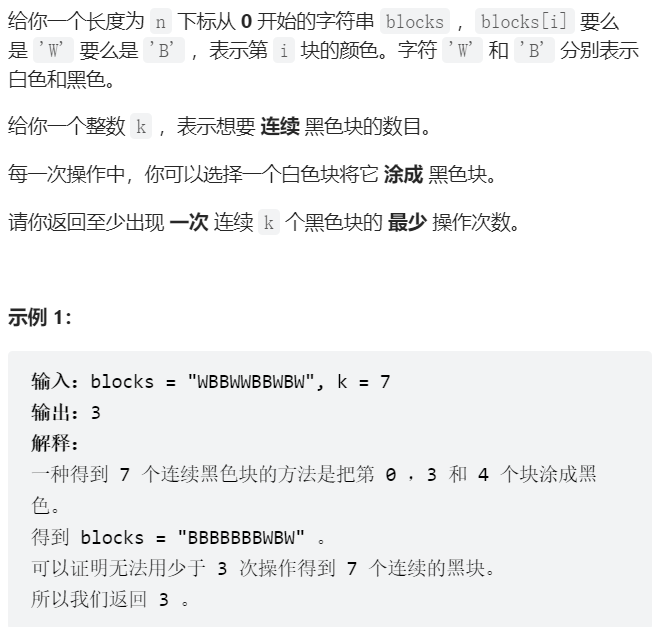 给你一个长度为 n 下标从 0 开始的字符串 blocks ，blocks[i] 要么
是 'W' 要么是 'B' ，表示第 i 块的颜色。字符 'W' 和 'B' 分别表示
白色和黑色。
给你一个整数 k ，表示想要 连续 黑色块的数目。
每一次操作中，你可以选择一个白色块将它 涂成 黑色块。
请你返回至少出现 一次 连续 k 个黑色块的 最少 操作次数。
示例 1：
输入：blocks = "WBBWWBBWBW", k = 7
输出：3
解释：
一种得到 7 个连续黑色块的方法是把第 0 ，3 和 4 个块涂成黑
色。
得到 blocks = "BBBBBBBWBW" 。
可以证明无法用少于 3 次操作得到 7 个连续的黑块。
所以我们返回 3 。